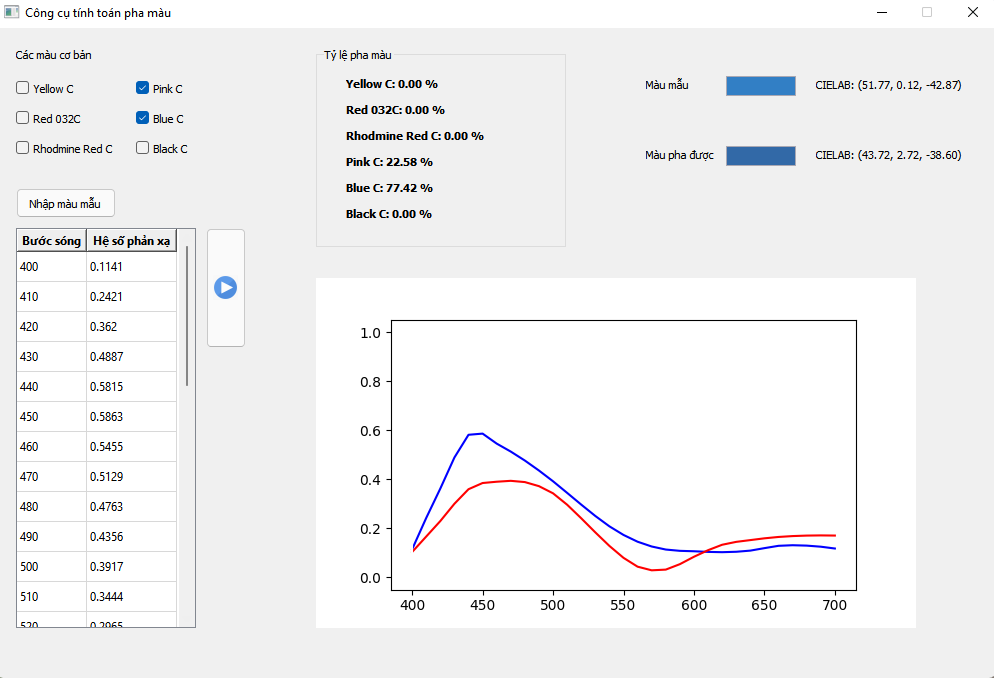 Công cụ tính toán pha màu
Các màu cơ bản
Yellow C
Pink C
Red 032C
Blue C
Rhodmine Red C
Black C
Nhập màu mẫu
Bước sóng Hệ số phản xạ
400 0.1141
410 0.2421
420 0.362
430 0.4887
440 0.5815
450 0.5863
460 0.5455
470 0.5129
480 0.4763
490 0.4356
500 0.3917
510 0.3444
520 0.2965
Tỷ lệ pha màu
Yellow C: 0.00 %
Red 032C: 0.00 %
Rhodmine Red C: 0.00 %
Pink C: 22.58 %
Blue C: 77.42 %
Black C: 0.00 %
Màu mẫu
CIELAB: (51.77, 0.12, -42.87)
Màu pha được
CIELAB: (43.72, 2.72, -38.60)
1.0
0.8
0.6
0.4
0.2
0.0
400 450 500 550 600 650 700